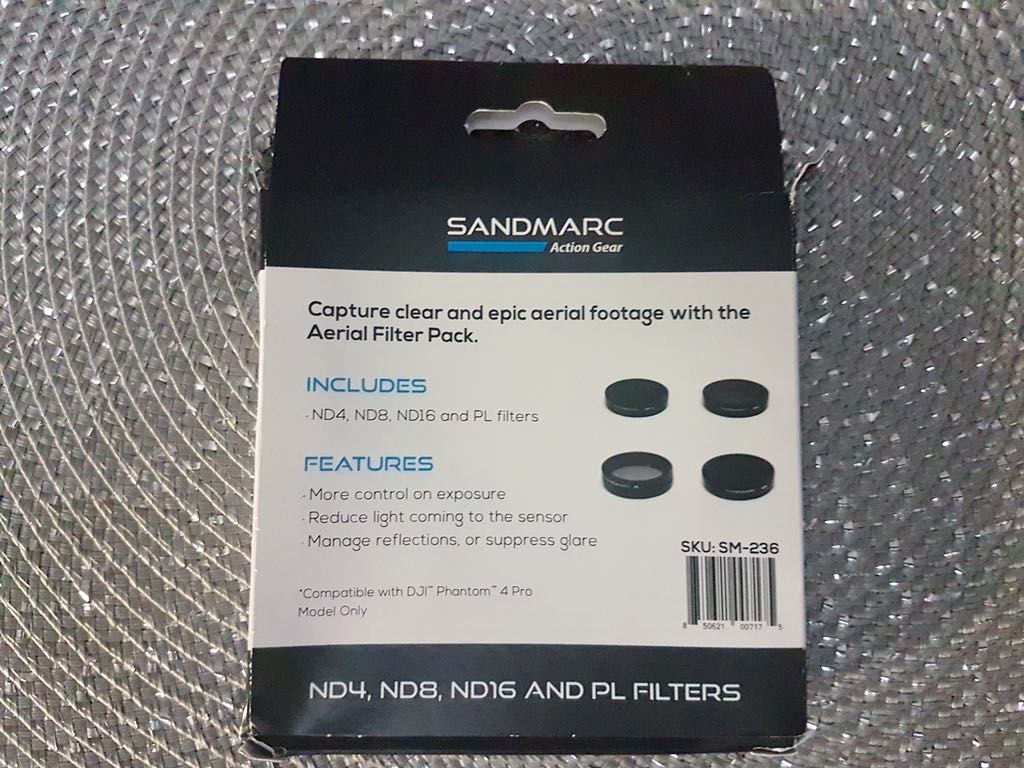 SANDMARC
Action Gear
Capture clear and epic aerial footage with the
Aerial Filter Pack.
INCLUDES
· ND4, ND8, ND16 and PL filters
FEATURES
· More control on exposure
· Reduce light coming to the sensor
· Manage reflections, or suppress glare
SKU: SM-236
8 50621 00717 5
*Compatible with DJI™ Phantom™ 4 Pro
Model Only
ND4, ND8, ND16 AND PL FILTERS